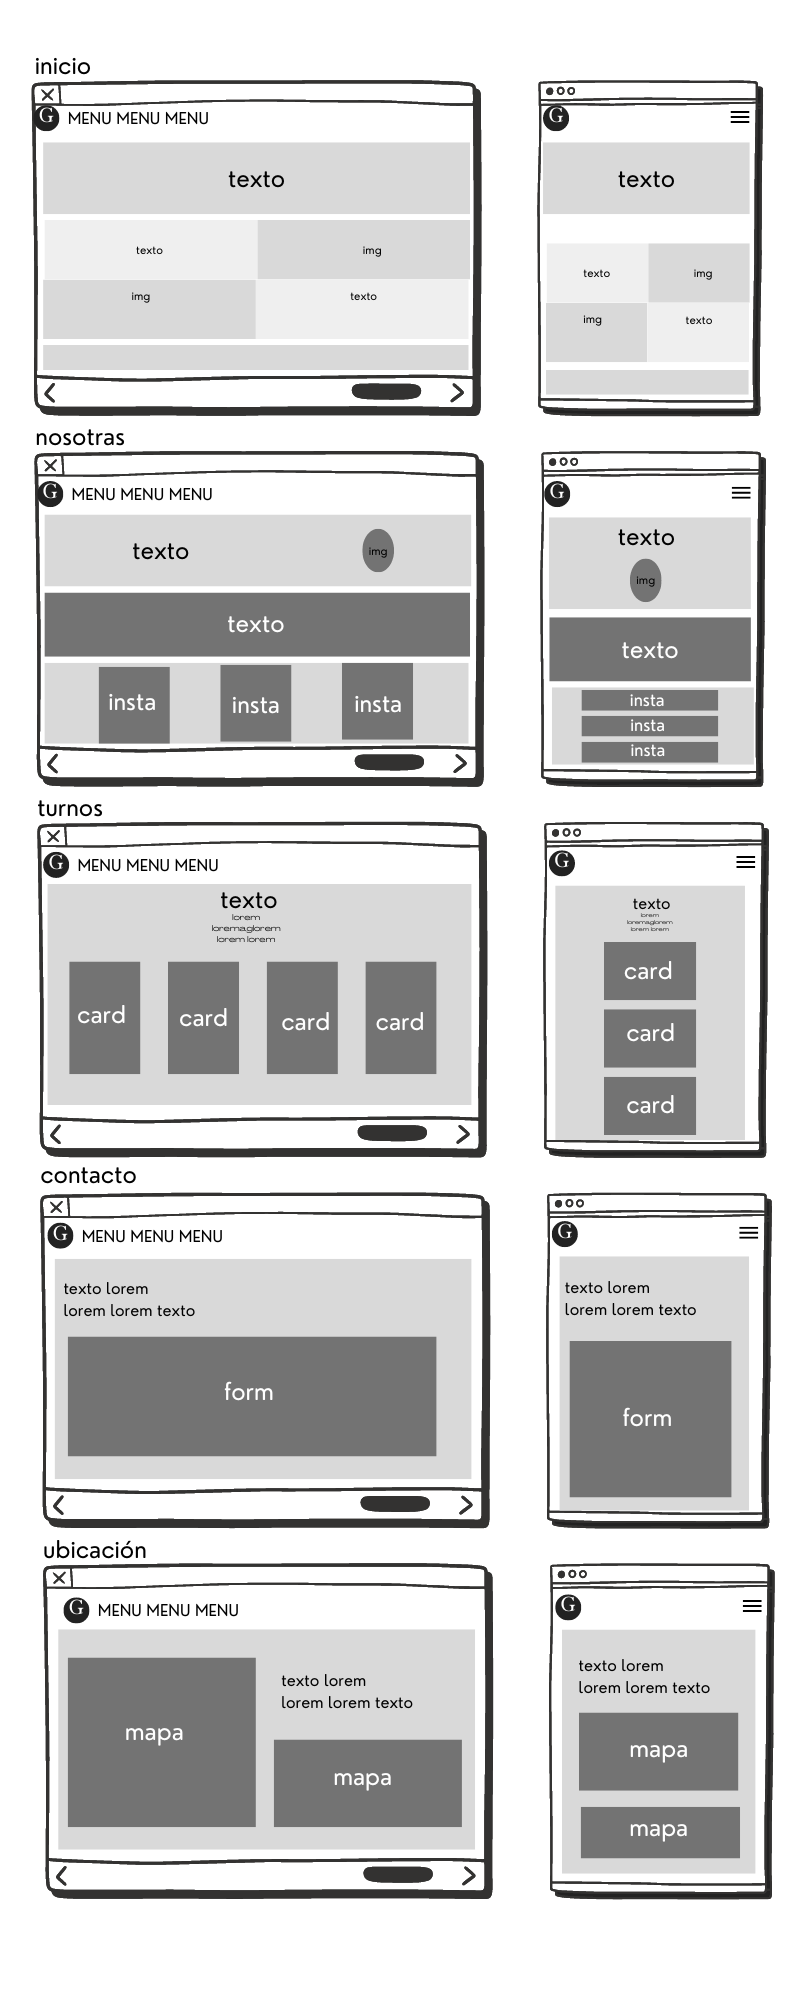 inicio
G MENU MENU MENU
texto
texto img
img texto
G
texto
texto img
img texto
nosotras
G MENU MENU MENU
texto img
texto
insta insta insta
G
texto
img
texto
insta
insta
insta
turnos
G MENU MENU MENU
texto
lorem
loremaglorem
lorem lorem
card card card card
G
texto
lorem
loremaglorem
lorem lorem
card
card
card
contacto
G MENU MENU MENU
texto lorem
lorem lorem texto
form
G
texto lorem
lorem lorem texto
form
ubicación
G MENU MENU MENU
mapa
texto lorem
lorem lorem texto
mapa
G
texto lorem
lorem lorem texto
mapa
mapa